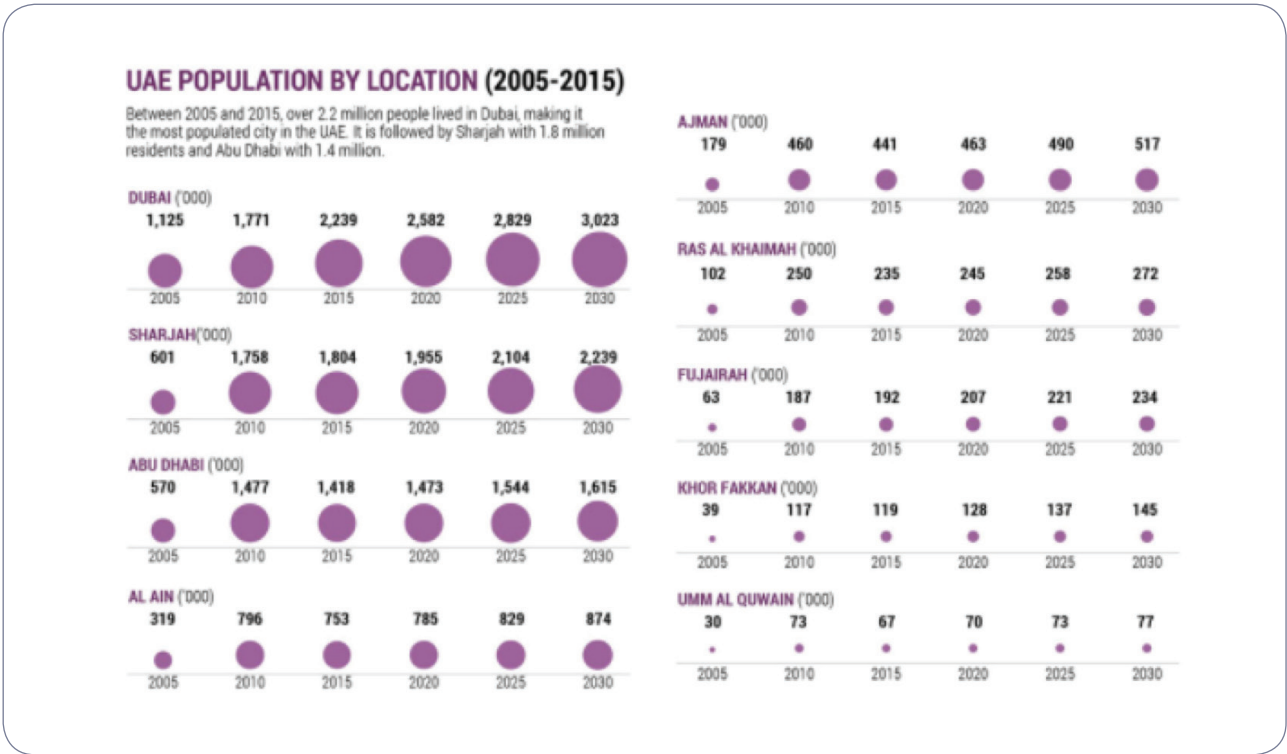 UAE POPULATION BY LOCATION (2005-2015)
Between 2005 and 2015, over 2.2 million people lived in Dubai, making it
the most populated city in the UAE. It is followed by Sharjah with 1.8 million
residents and Abu Dhabi with 1.4 million.
DUBAI ('000)
1,125 1,771 2,239 2,582 2,829 3,023
2005 2010 2015 2020 2025 2030
SHARJAH('000)
601 1,758 1,804 1,955 2,104 2,239
2005 2010 2015 2020 2025 2030
ABU DHABI ('000)
570 1,477 1,418 1,473 1,544 1,615
2005 2010 2015 2020 2025 2030
AL AIN ('000)
319 796 753 785 829 874
2005 2010 2015 2020 2025 2030
AJMAN ('000)
179 460 441 463 490 517
2005 2010 2015 2020 2025 2030
RAS AL KHAIMAH ('000)
102 250 235 245 258 272
2005 2010 2015 2020 2025 2030
FUJAIRAH ('000)
63 187 192 207 221 234
2005 2010 2015 2020 2025 2030
KHOR FAKKAN ('000)
39 117 119 128 137 145
2005 2010 2015 2020 2025 2030
UMM AL QUWAIN ('000)
30 73 67 70 73 77
2005 2010 2015 2020 2025 2030